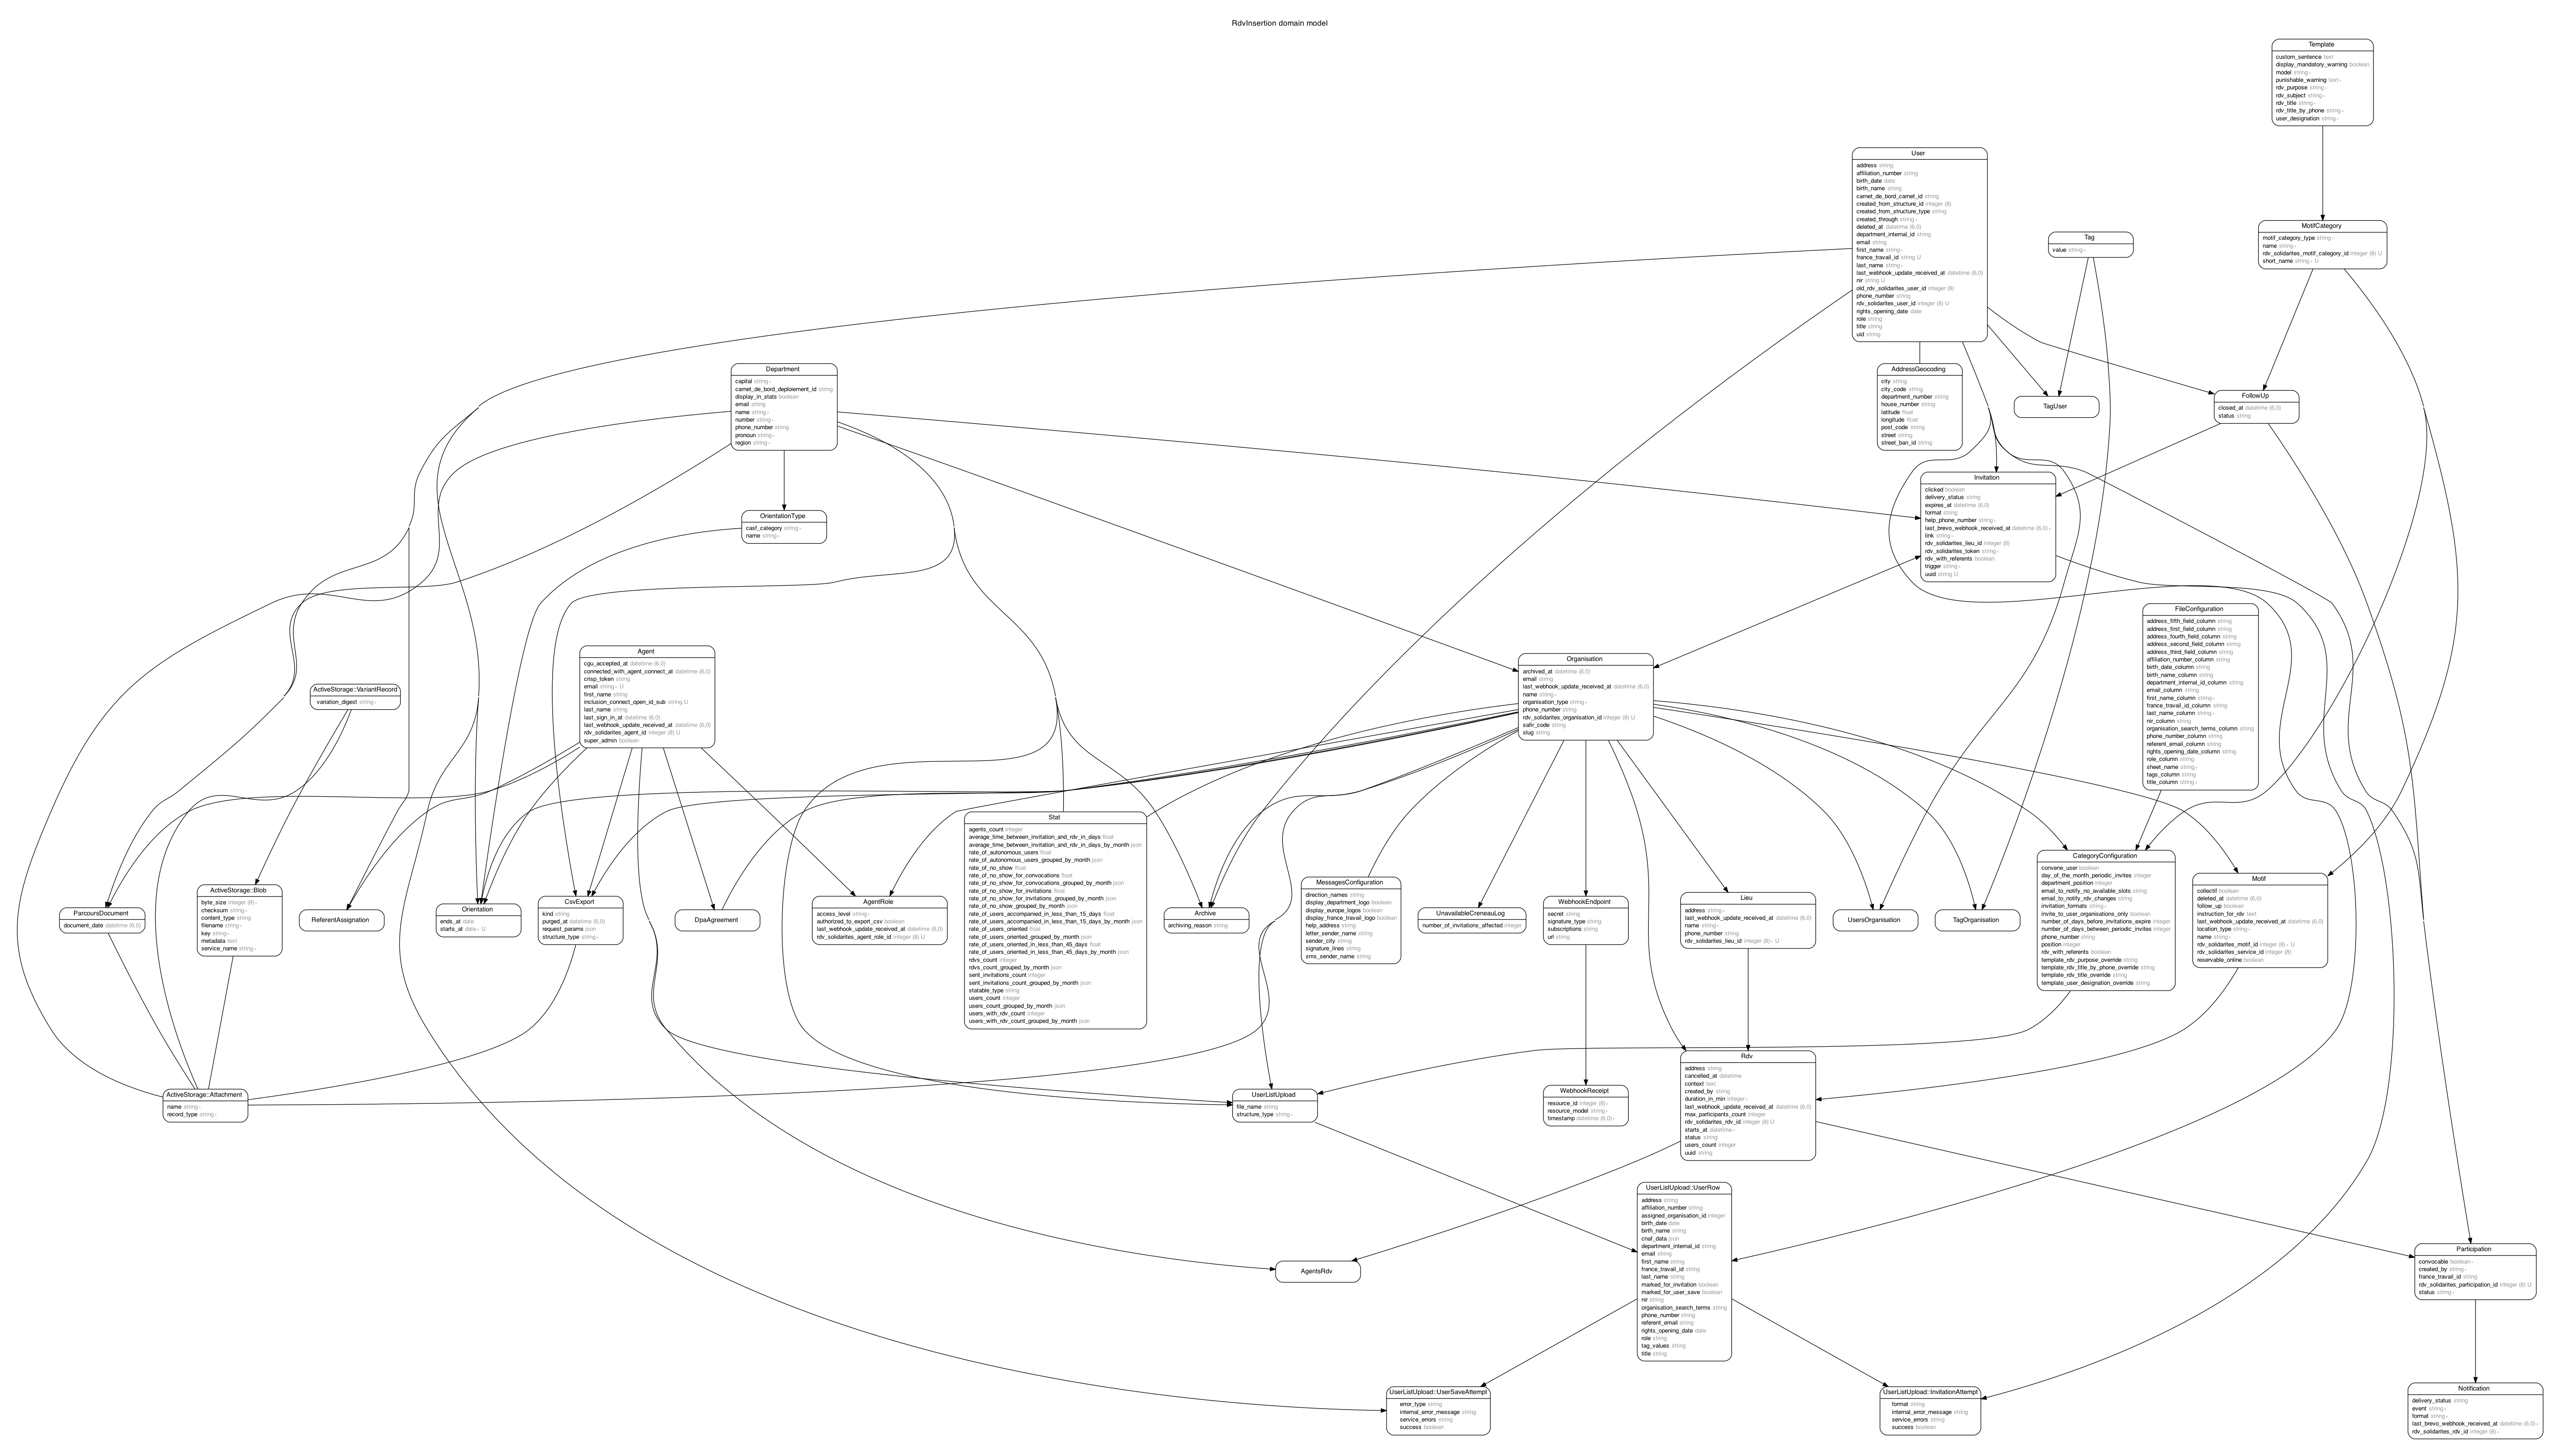 RdvInsertion domain model
Template
custom_sentence text
display_mandatory_warning boolean
model string ∗
punishable_warning text ∗
rdv_purpose string ∗
rdv_subject string ∗
rdv_title string ∗
rdv_title_by_phone string ∗
user_designation string ∗
User
address string
affiliation_number string
birth_date date
birth_name string
carnet_de_bord_carnet_id string
created_from_structure_id integer (8)
created_from_structure_type string
created_through string ∗
deleted_at datetime (6,0)
department_internal_id string
email string
first_name string ∗
france_travail_id string U
last_name string ∗
last_webhook_update_received_at datetime (6,0)
nir string U
old_rdv_solidarites_user_id integer (8)
phone_number string
rdv_solidarites_user_id integer (8) U
rights_opening_date date
role string
title string
uid string
Tag
value string ∗
MotifCategory
motif_category_type string ∗
name string ∗
rdv_solidarites_motif_category_id integer (8) U
short_name string ∗ U
Department
capital string ∗
carnet_de_bord_deploiement_id string
display_in_stats boolean
email string
name string ∗
number string ∗
phone_number string
pronoun string ∗
region string ∗
AddressGeocoding
city string
city_code string
department_number string
house_number string
latitude float
longitude float
post_code string
street string
street_ban_id string
TagUser
FollowUp
closed_at datetime (6,0)
status string
OrientationType
casf_category string ∗
name string ∗
Invitation
clicked boolean
delivery_status string
expires_at datetime (6,0)
format string
help_phone_number string ∗
last_brevo_webhook_received_at datetime (6,0) ∗
link string ∗
rdv_solidarites_lieu_id integer (8)
rdv_solidarites_token string ∗
rdv_with_referents boolean
trigger string ∗
uuid string U
FileConfiguration
address_fifth_field_column string
address_first_field_column string
address_fourth_field_column string
address_second_field_column string
address_third_field_column string
affiliation_number_column string
birth_date_column string
birth_name_column string
department_internal_id_column string
email_column string
first_name_column string ∗
france_travail_id_column string
last_name_column string ∗
nir_column string
organisation_search_terms_column string
phone_number_column string
referent_email_column string
rights_opening_date_column string
role_column string
sheet_name string ∗
tags_column string
title_column string ∗
Agent
cgu_accepted_at datetime (6,0)
connected_with_agent_connect_at datetime (6,0)
crisp_token string
email string ∗ U
first_name string
inclusion_connect_open_id_sub string U
last_name string
last_sign_in_at datetime (6,0)
last_webhook_update_received_at datetime (6,0)
rdv_solidarites_agent_id integer (8) U
super_admin boolean
Organisation
archived_at datetime (6,0)
email string
last_webhook_update_received_at datetime (6,0)
name string ∗
organisation_type string ∗
phone_number string
rdv_solidarites_organisation_id integer (8) U
safir_code string
slug string
ActiveStorage::VariantRecord
variation_digest string ∗
Stat
agents_count integer
average_time_between_invitation_and_rdv_in_days float
average_time_between_invitation_and_rdv_in_days_by_month json
rate_of_autonomous_users float
rate_of_autonomous_users_grouped_by_month json
rate_of_no_show float
rate_of_no_show_for_convocations float
rate_of_no_show_for_convocations_grouped_by_month json
rate_of_no_show_for_invitations float
rate_of_no_show_for_invitations_grouped_by_month json
rate_of_no_show_grouped_by_month json
rate_of_users_accompanied_in_less_than_15_days float
rate_of_users_accompanied_in_less_than_15_days_by_month json
rate_of_users_oriented float
rate_of_users_oriented_grouped_by_month json
rate_of_users_oriented_in_less_than_45_days float
rate_of_users_oriented_in_less_than_45_days_by_month json
rdvs_count integer
rdvs_count_grouped_by_month json
sent_invitations_count integer
sent_invitations_count_grouped_by_month json
statable_type string
users_count integer
users_count_grouped_by_month json
users_with_rdv_count integer
users_with_rdv_count_grouped_by_month json
CategoryConfiguration
convene_user boolean
day_of_the_month_periodic_invites integer
department_position integer
email_to_notify_no_available_slots string
email_to_notify_rdv_changes string
invitation_formats string ∗
invite_to_user_organisations_only boolean
number_of_days_before_invitations_expire integer
number_of_days_between_periodic_invites integer
phone_number string
position integer
rdv_with_referents boolean
template_rdv_purpose_override string
template_rdv_title_by_phone_override string
template_rdv_title_override string
template_user_designation_override string
Motif
collectif boolean
deleted_at datetime (6,0)
follow_up boolean
instruction_for_rdv text
last_webhook_update_received_at datetime (6,0)
location_type string ∗
name string ∗
rdv_solidarites_motif_id integer (8) ∗ U
rdv_solidarites_service_id integer (8)
reservable_online boolean
ParcoursDocument
document_date datetime (6,0)
ActiveStorage::Blob
byte_size integer (8) ∗
checksum string ∗
content_type string
filename string ∗
key string ∗
metadata text
service_name string ∗
ReferentAssignation
Orientation
ends_at date
starts_at date ∗ U
CsvExport
kind string
purged_at datetime (6,0)
request_params json
structure_type string ∗
DpaAgreement
AgentRole
access_level string ∗
authorized_to_export_csv boolean
last_webhook_update_received_at datetime (6,0)
rdv_solidarites_agent_role_id integer (8) U
Archive
archiving_reason string
MessagesConfiguration
direction_names string
display_department_logo boolean
display_europe_logos boolean
display_france_travail_logo boolean
help_address string
letter_sender_name string
sender_city string
signature_lines string
sms_sender_name string
UnavailableCreneauLog
number_of_invitations_affected integer
WebhookEndpoint
secret string
signature_type string
subscriptions string
url string
Lieu
address string ∗
last_webhook_update_received_at datetime (6,0)
name string ∗
phone_number string
rdv_solidarites_lieu_id integer (8) ∗ U
UsersOrganisation
TagOrganisation
ActiveStorage::Attachment
name string ∗
record_type string ∗
UserListUpload
file_name string
structure_type string ∗
WebhookReceipt
resource_id integer (8) ∗
resource_model string ∗
timestamp datetime (6,0) ∗
Rdv
address string
cancelled_at datetime
context text
created_by string
duration_in_min integer ∗
last_webhook_update_received_at datetime (6,0)
max_participants_count integer
rdv_solidarites_rdv_id integer (8) U
starts_at datetime ∗
status string
users_count integer
uuid string
UserListUpload::UserRow
address string
affiliation_number string
assigned_organisation_id integer
birth_date date
birth_name string
cnaf_data json
department_internal_id string
email string
first_name string
france_travail_id string
last_name string
marked_for_invitation boolean
marked_for_user_save boolean
nir string
organisation_search_terms string
phone_number string
referent_email string
rights_opening_date date
role string
tag_values string
title string
AgentsRdv
Participation
convocable boolean ∗
created_by string ∗
france_travail_id string
rdv_solidarites_participation_id integer (8) U
status string ∗
UserListUpload::UserSaveAttempt
error_type string
internal_error_message string
service_errors string
success boolean
UserListUpload::InvitationAttempt
format string
internal_error_message string
service_errors string
success boolean
Notification
delivery_status string
event string ∗
format string ∗
last_brevo_webhook_received_at datetime (6,0) ∗
rdv_solidarites_rdv_id integer (8) ∗